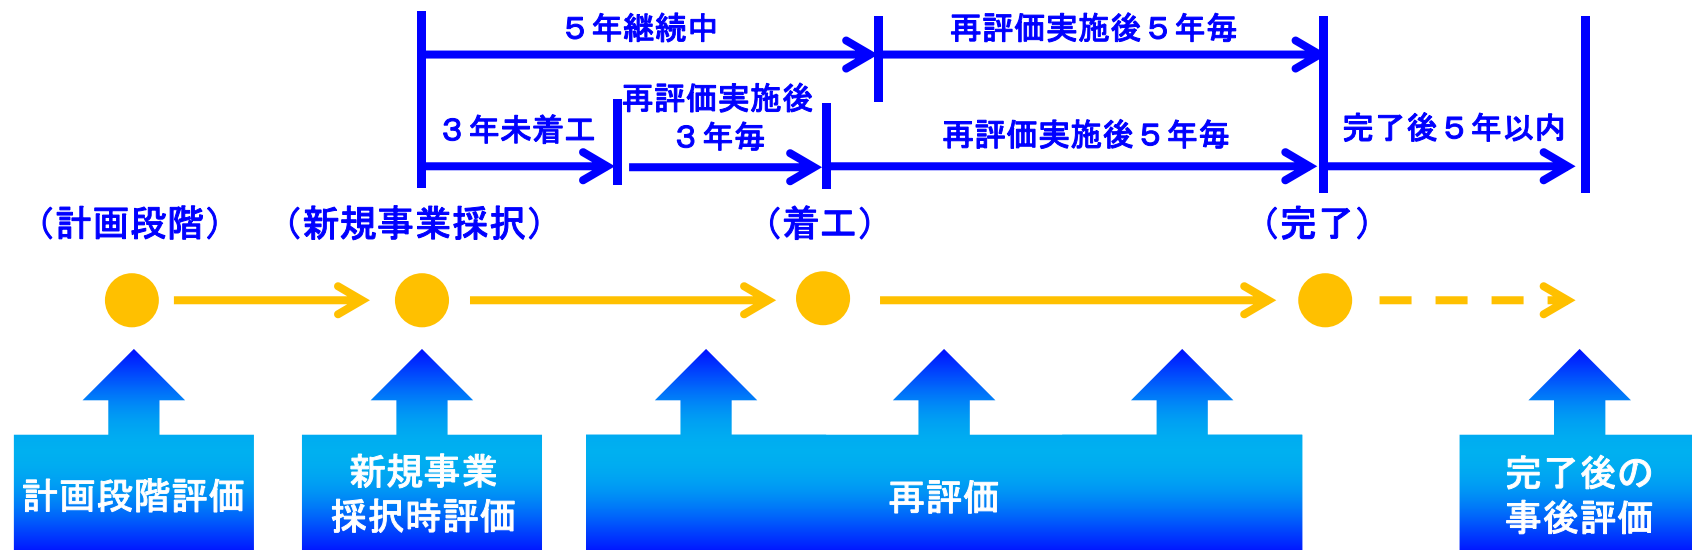 ５年継続中
再評価実施後５年毎
３年未着工
再評価実施後
３年毎
再評価実施後５年毎
完了後５年以内
（計画段階）
（新規事業採択）
（着工）
（完了）
計画段階評価
新規事業
採択時評価
再評価
完了後の
事後評価